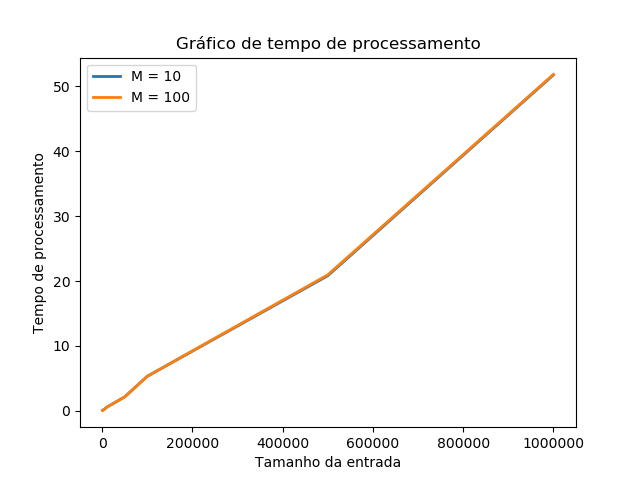 Gráfico de tempo de processamento
M = 10
M = 100
Tempo de processamento
50
40
30
20
10
0
0 200000 400000 600000 800000 1000000
Tamanho da entrada